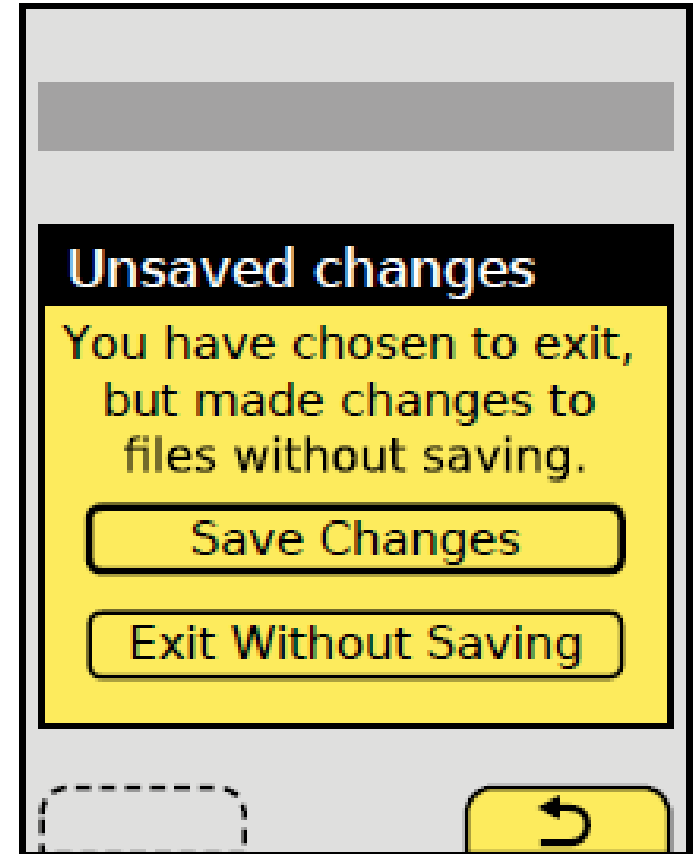 Unsaved changes
You have chosen to exit,
but made changes to
files without saving.
Save Changes
Exit Without Saving